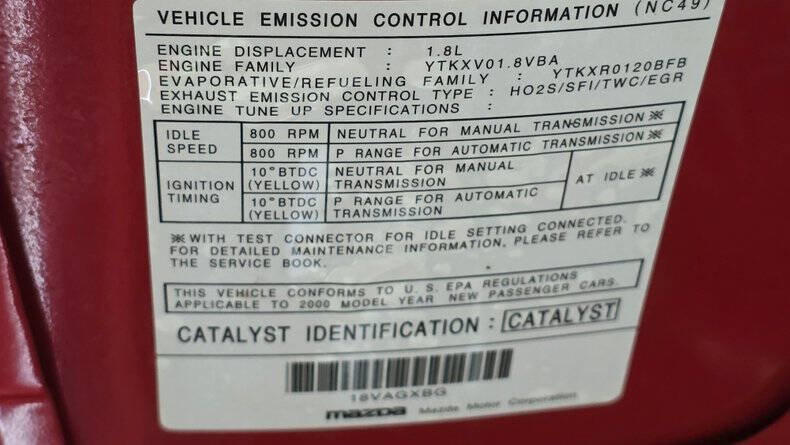 VEHICLE EMISSION CONTROL INFORMATION (NC49)
ENGINE DISPLACEMENT : 1.8L
ENGINE FAMILY : YTKXV01.8VBA
EVAPORATIVE/REFUELING FAMILY : YTKXR0120BFB
EXHAUST EMISSION CONTROL TYPE : HO2S/SFI/TWC/EGR
ENGINE TUNE UP SPECIFICATIONS :
IDLE SPEED 800 RPM NEUTRAL FOR MANUAL TRANSMISSION※
800 RPM P RANGE FOR AUTOMATIC TRANSMISSION※
IGNITION TIMING 10°BTDC (YELLOW) NEUTRAL FOR MANUAL TRANSMISSION AT IDLE※
10°BTDC (YELLOW) P RANGE FOR AUTOMATIC TRANSMISSION
※WITH TEST CONNECTOR FOR IDLE SETTING CONNECTED.
FOR DETAILED MAINTENANCE INFORMATION, PLEASE REFER TO
THE SERVICE BOOK.
THIS VEHICLE CONFORMS TO U.S. EPA REGULATIONS
APPLICABLE TO 2000 MODEL YEAR NEW PASSENGER CARS.
CATALYST IDENTIFICATION : CATALYST
18VAGXBG
mazda Mazda Motor Corporation